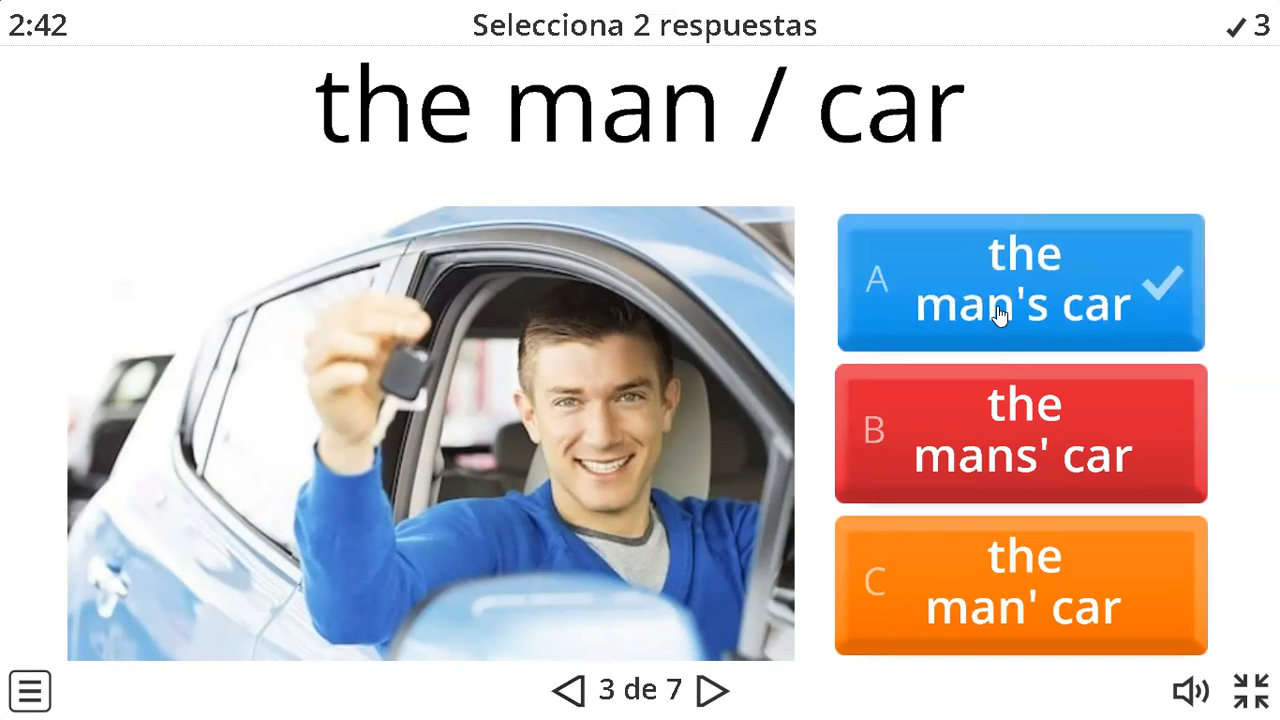 2:42 Selecciona 2 respuestas ✓ 3
the man / car
A the
man's car
B the
mans' car
C the
man' car
3 de 7